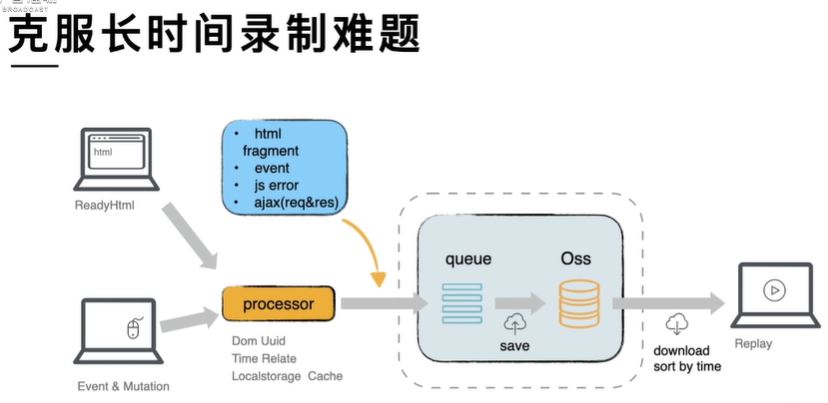 BROADCAST
克服长时间录制难题
html
ReadyHtml
• html
fragment
• event
• js error
• ajax(req&res)
processor
Dom Uuid
Time Relate
Localstorage Cache
Event & Mutation
queue
Oss
save
download
sort by time
Replay